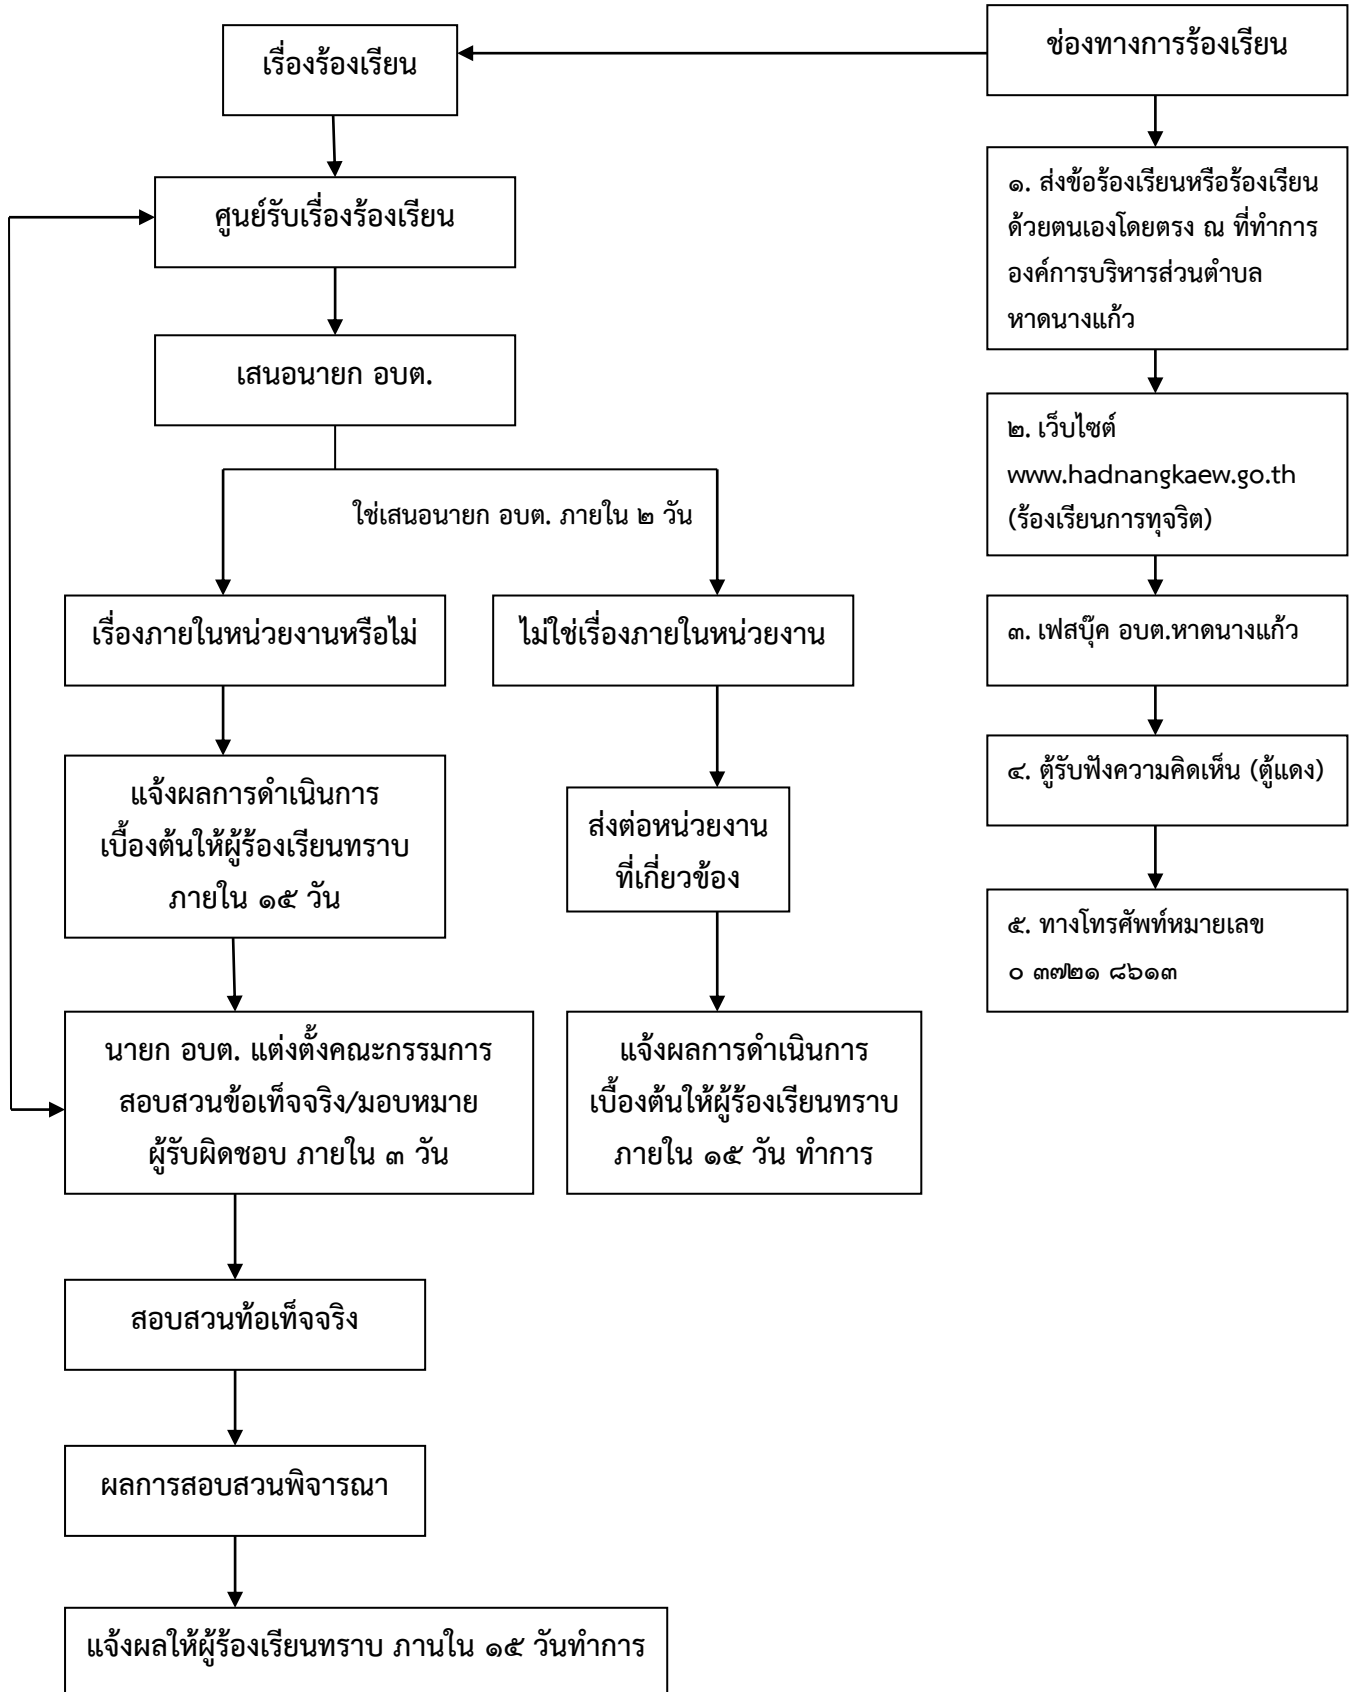 เรื่องร้องเรียน
ช่องทางการร้องเรียน
ศูนย์รับเรื่องร้องเรียน
เสนอนายก อบต.
ใช่เสนอนายก อบต. ภายใน ๒ วัน
เรื่องภายในหน่วยงานหรือไม่
ไม่ใช่เรื่องภายในหน่วยงาน
แจ้งผลการดำเนินการ
เบื้องต้นให้ผู้ร้องเรียนทราบ
ภายใน ๑๕ วัน
ส่งต่อหน่วยงาน
ที่เกี่ยวข้อง
นายก อบต. แต่งตั้งคณะกรรมการ
สอบสวนข้อเท็จจริง/มอบหมาย
ผู้รับผิดชอบ ภายใน ๓ วัน
แจ้งผลการดำเนินการ
เบื้องต้นให้ผู้ร้องเรียนทราบ
ภายใน ๑๕ วัน ทำการ
สอบสวนท้อเท็จจริง
ผลการสอบสวนพิจารณา
แจ้งผลให้ผู้ร้องเรียนทราบ ภานใน ๑๕ วันทำการ
๑. ส่งข้อร้องเรียนหรือร้องเรียน
ด้วยตนเองโดยตรง ณ ที่ทำการ
องค์การบริหารส่วนตำบล
หาดนางแก้ว
๒. เว็บไซต์
www.hadnangkaew.go.th
(ร้องเรียนการทุจริต)
๓. เฟสบุ๊ค อบต.หาดนางแก้ว
๔. ตู้รับฟังความคิดเห็น (ตู้แดง)
๕. ทางโทรศัพท์หมายเลข
๐ ๓๗๒๑ ๘๖๑๓